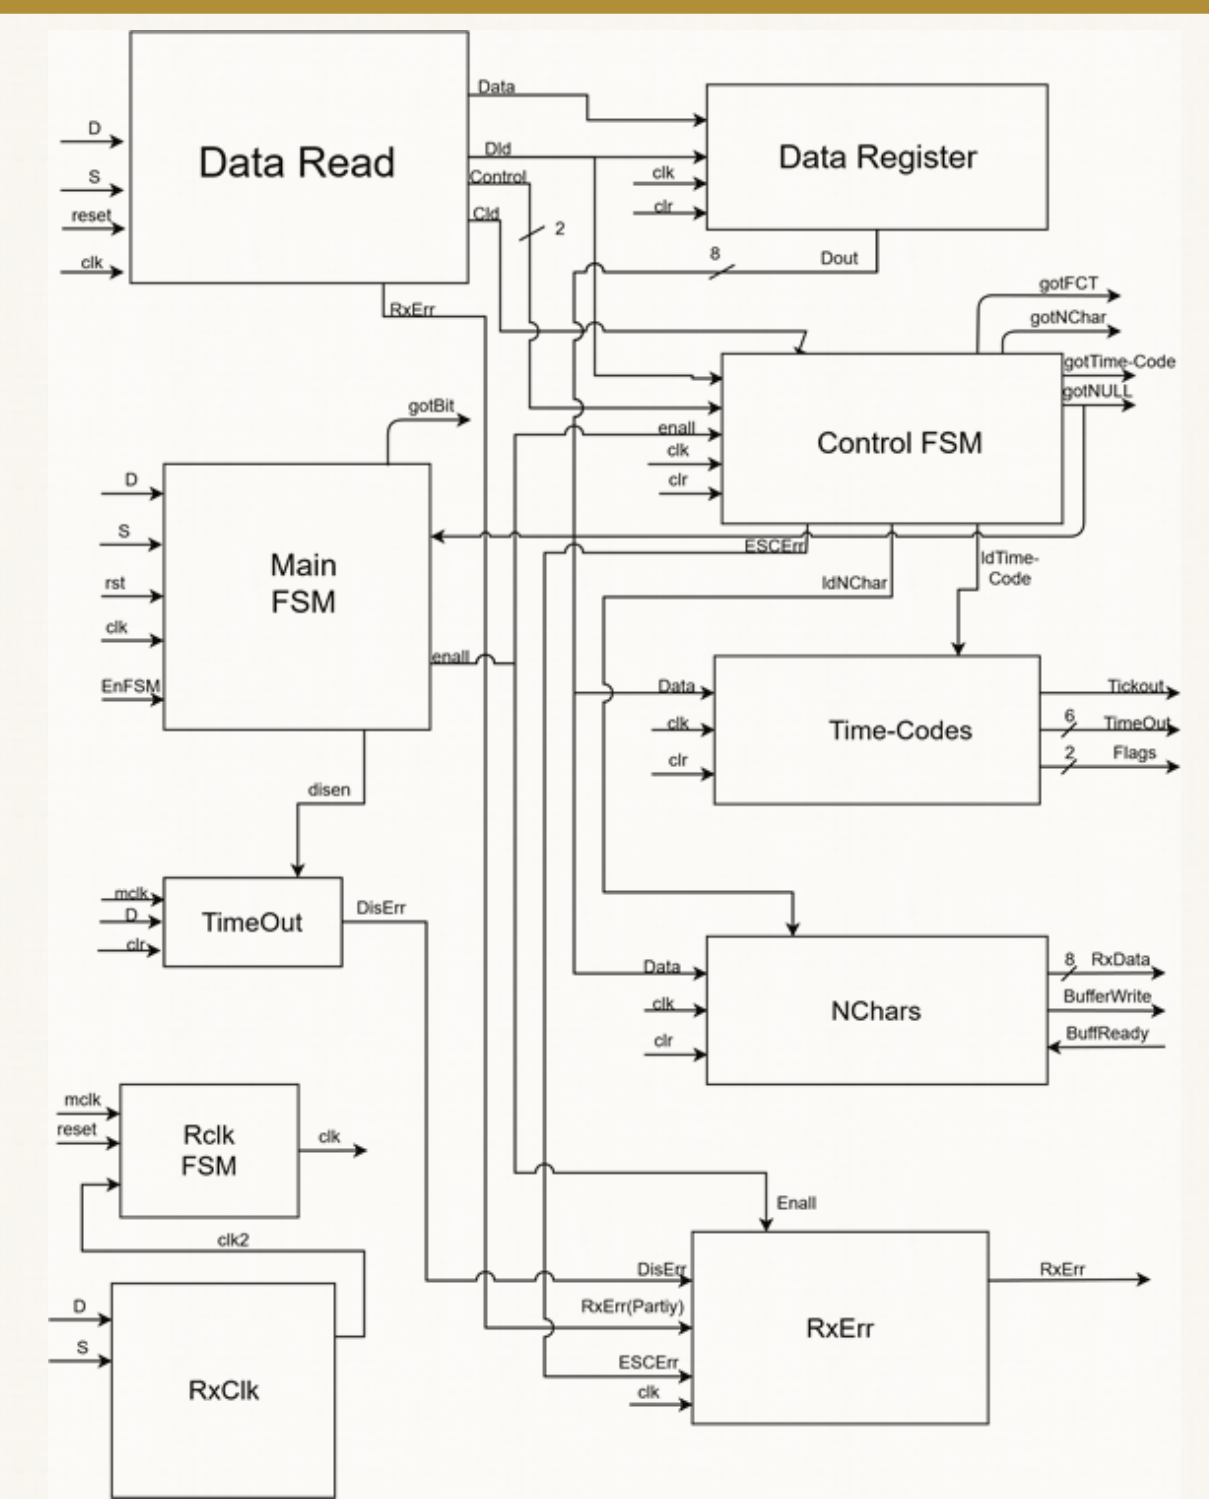 Data Read
D
S
reset
clk
Data
Dld
Control
Cld
2
RxErr
Data Register
clk
clr
8
Dout
gotFCT
gotNChar
gotTime-Code
gotNULL
Control FSM
enall
clk
clr
ESCErr
ldNChar
ldTime-
Code
gotBit
Main
FSM
D
S
rst
clk
EnFSM
enall
disen
Time-Codes
Data
clk
clr
Tickout
6
TimeOut
2
Flags
TimeOut
mclk
D
clr
DisErr
NChars
Data
clk
clr
8
RxData
BufferWrite
BuffReady
Rclk
FSM
mclk
reset
clk
clk2
RxClk
D
S
Enall
RxErr
DisErr
RxErr(Partiy)
ESCErr
clk
RxErr